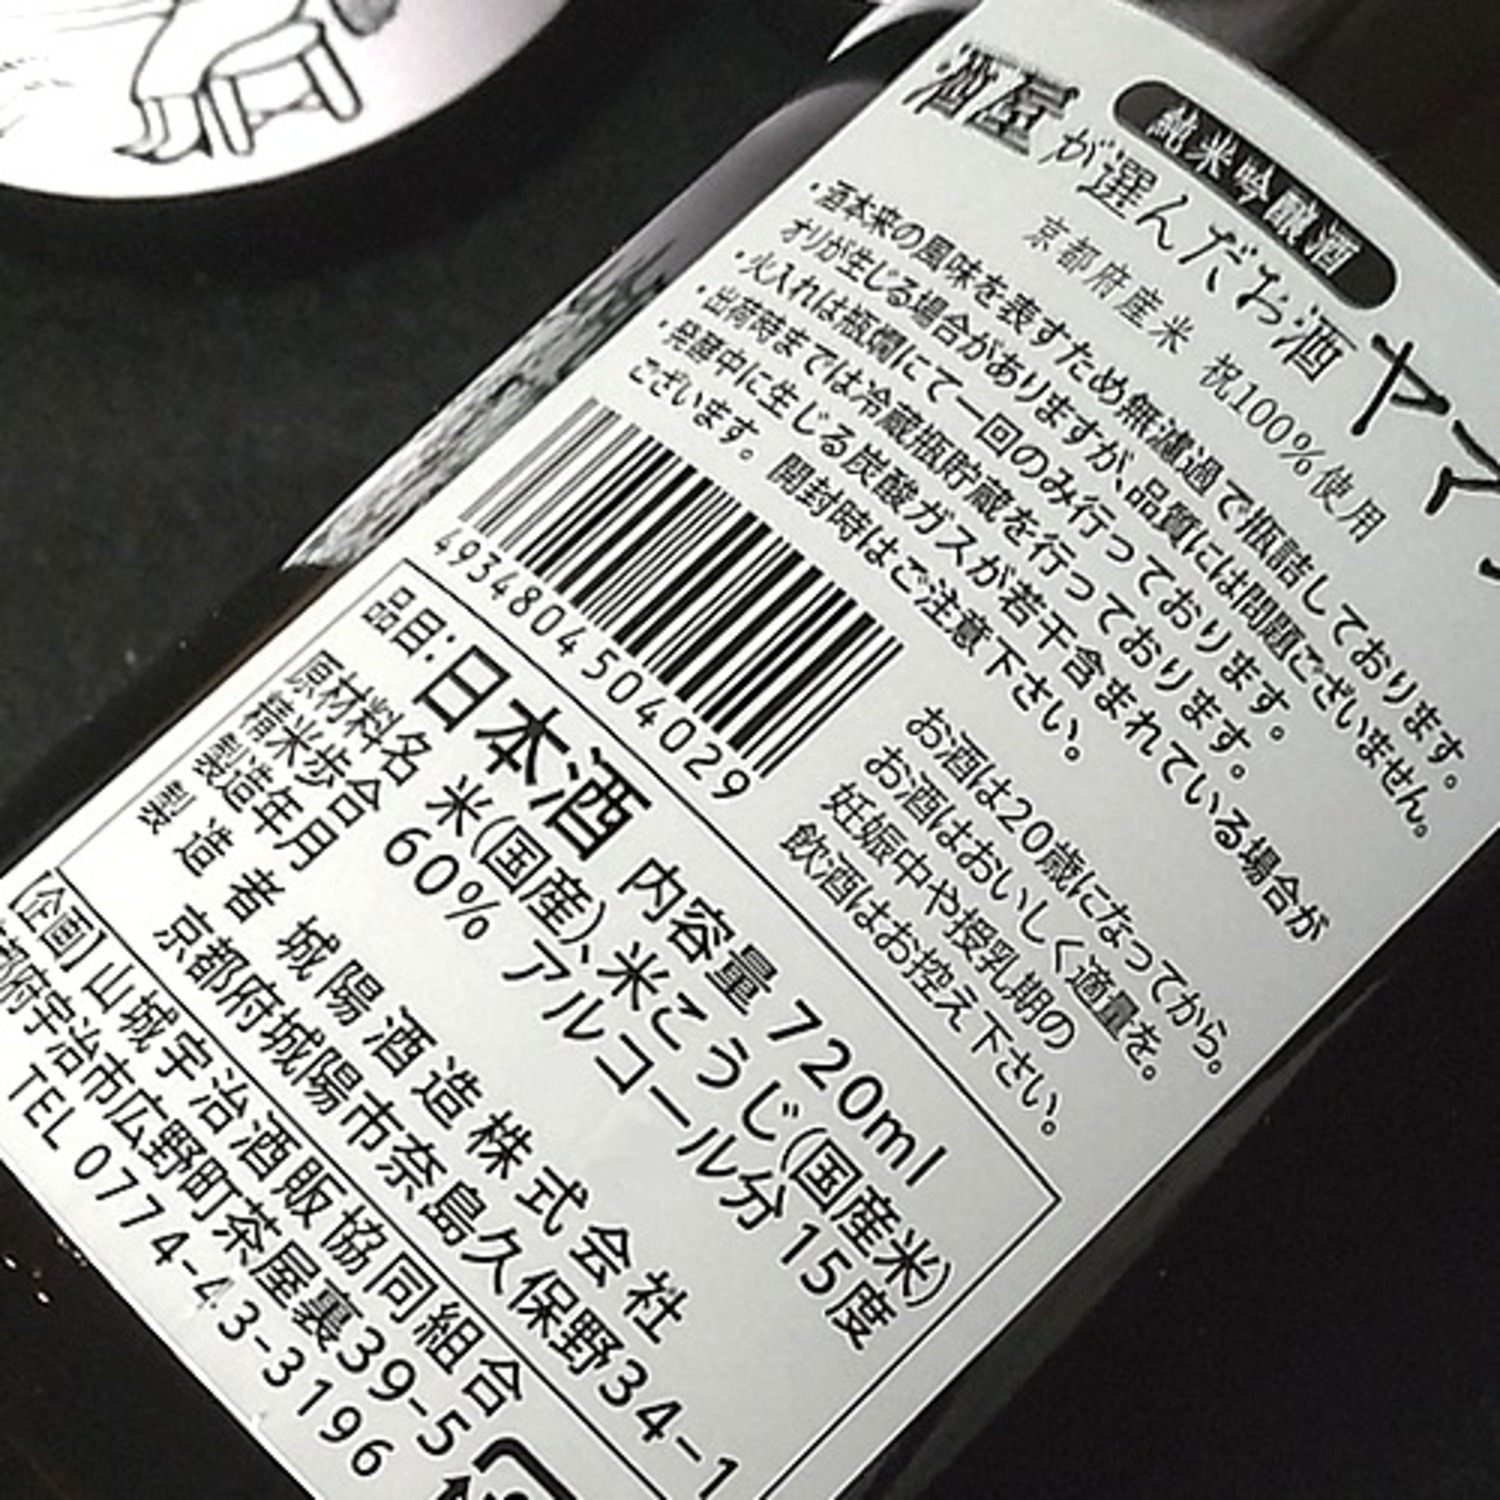 純米吟醸酒
酒屋が選んだお酒 ヤマ
京都府産米 祝100%使用
・酒本来の風味を表すため無濾過で瓶詰しております。
オリが生じる場合がありますが、品質には問題ございません。
・火入れは瓶燗にて一回のみ行っております。
・出荷時までは冷蔵瓶貯蔵を行っております。
・発酵中に生じる炭酸ガスが若干含まれている場合が
ございます。開封時はご注意下さい。
4934804504029
お酒は20歳になってから。
お酒はおいしく適量を。
妊娠中や授乳期の
飲酒はお控え下さい。
品目:日本酒 内容量 720ml
原材料名 米(国産)、米こうじ(国産米)
精米歩合 60% アルコール分 15度
製造年月
製造者 城陽酒造株式会社
京都府城陽市奈島久保野34-1
【企画】山城宇治酒販協同組合
都府宇治市広野町茶屋裏39-5
TEL 0774-43-3196